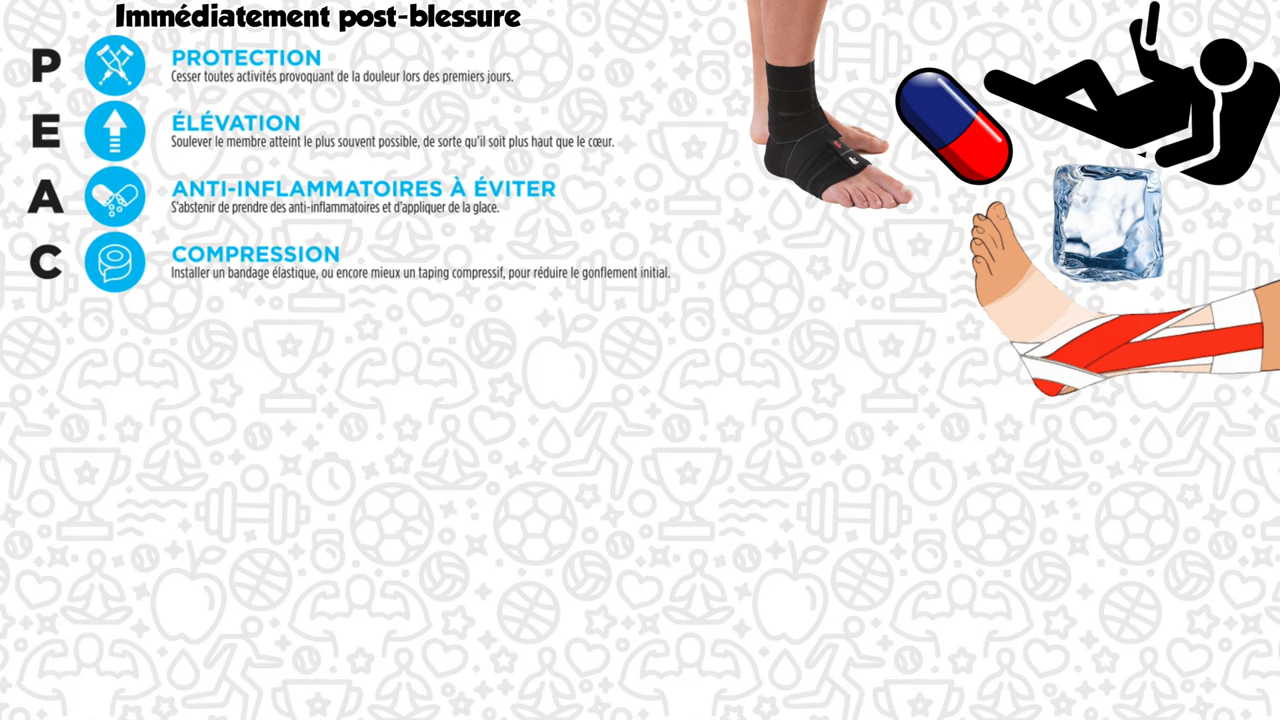 Immédiatement post-blessure
P
PROTECTION
Cesser toutes activités provoquant de la douleur lors des premiers jours.
E
ÉLÉVATION
Soulever le membre atteint le plus souvent possible, de sorte qu'il soit plus haut que le cœur.
A
ANTI-INFLAMMATOIRES À ÉVITER
S'abstenir de prendre des anti-inflammatoires et d'appliquer de la glace.
C
COMPRESSION
Installer un bandage élastique, ou encore mieux un taping compressif, pour réduire le gonflement initial.